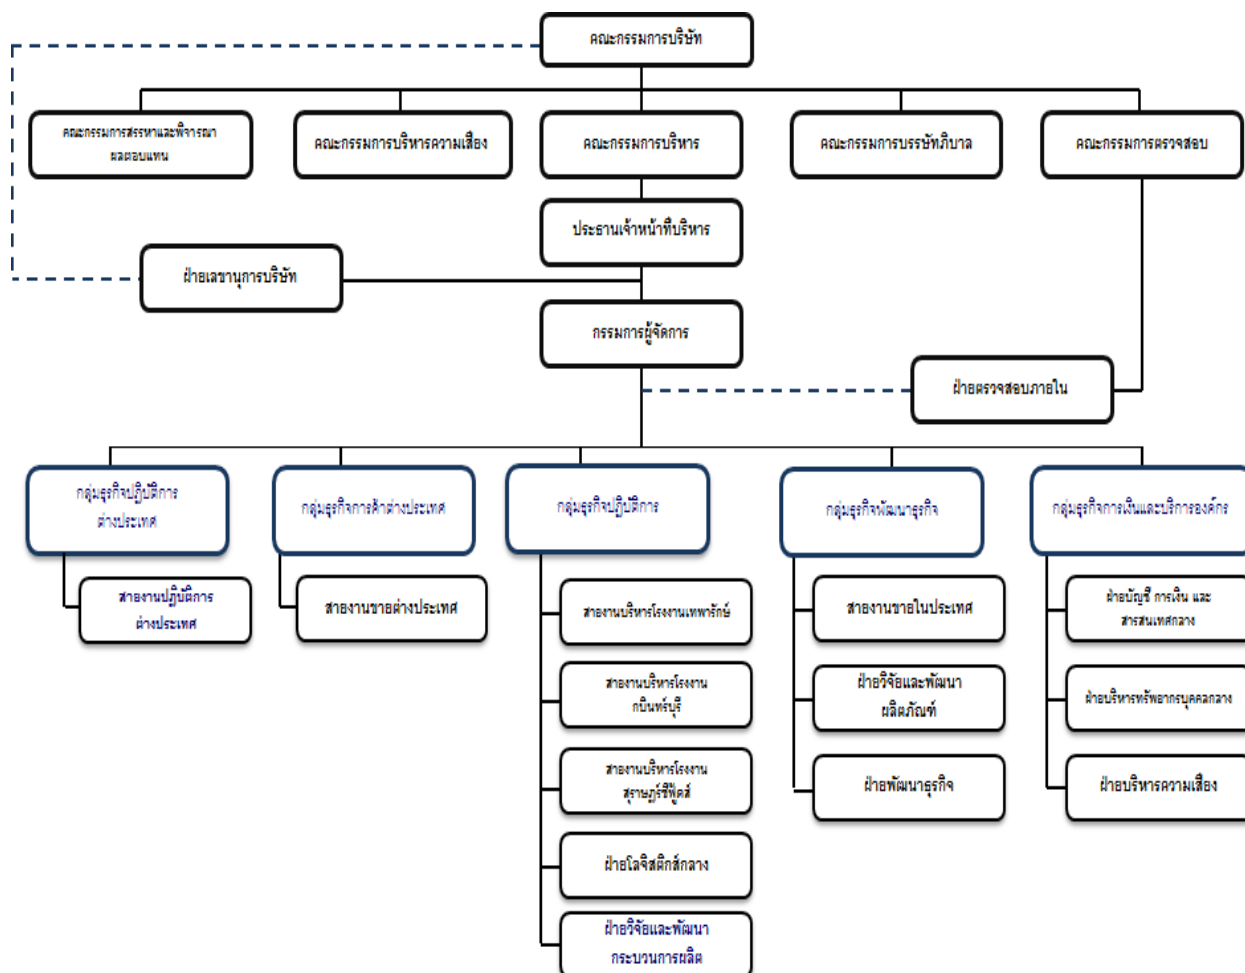 คณะกรรมการบริษัท
คณะกรรมการสรรหาและพิจารณา
ผลตอบแทน
คณะกรรมการบริหารความเสี่ยง
คณะกรรมการบริหาร
คณะกรรมการบรรษัทภิบาล
คณะกรรมการตรวจสอบ
ประธานเจ้าหน้าที่บริหาร
ฝ่ายเลขานุการบริษัท
กรรมการผู้จัดการ
ฝ่ายตรวจสอบภายใน
กลุ่มธุรกิจปฏิบัติการ
ต่างประเทศ
กลุ่มธุรกิจการค้าต่างประเทศ
กลุ่มธุรกิจปฏิบัติการ
กลุ่มธุรกิจพัฒนาธุรกิจ
กลุ่มธุรกิจการเงินและบริการองค์กร
สายงานปฏิบัติการ
ต่างประเทศ
สายงานขายต่างประเทศ
สายงานบริหารโรงงานเทพารักษ์
สายงานบริหารโรงงาน
กบินทร์บุรี
สายงานบริหารโรงงาน
สุราษฎร์ซีฟู้ดส์
ฝ่ายโลจิสติกส์กลาง
ฝ่ายวิจัยและพัฒนา
กระบวนการผลิต
สายงานขายในประเทศ
ฝ่ายวิจัยและพัฒนา
ผลิตภัณฑ์
ฝ่ายพัฒนาธุรกิจ
ฝ่ายบัญชี การเงิน และ
สารสนเทศกลาง
ฝ่ายบริหารทรัพยากรบุคคลกลาง
ฝ่ายบริหารความเสี่ยง